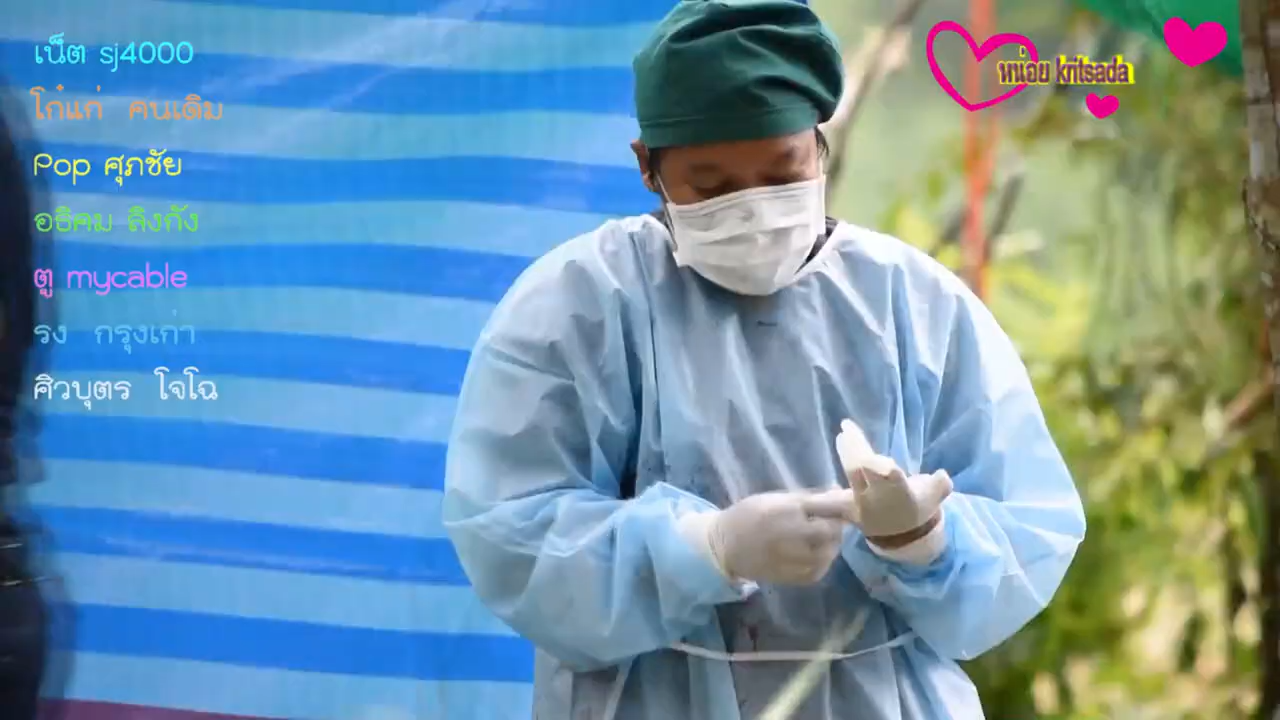 เน็ต sj4000
โก๋แก่ คนเดิม
Pop ศุภชัย
อธิคม ลิงกัง
ตู mycable
รง กรุงเก่า
ศิวบุตร โจโฉ
หน่อย kritsada